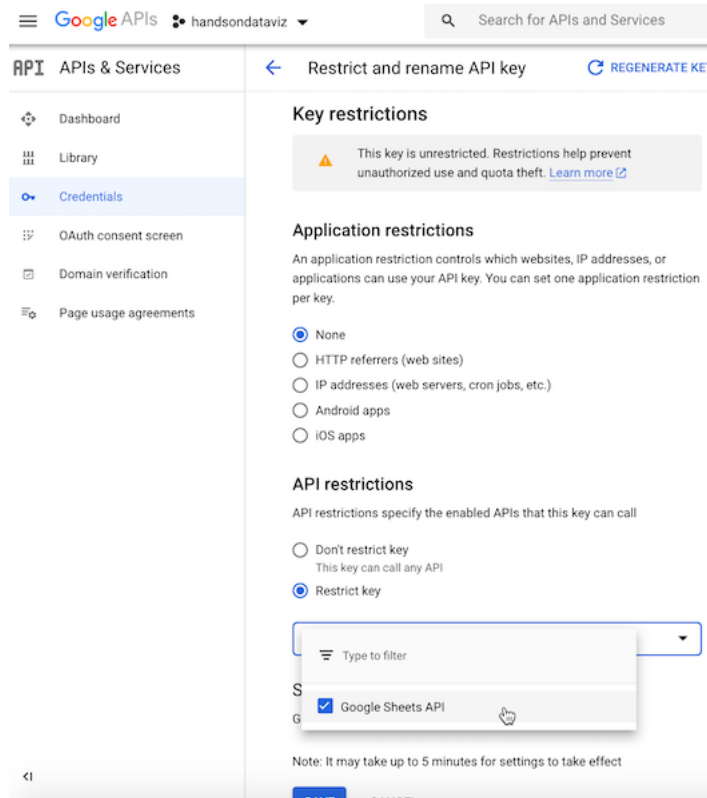 Google APIs handsondataviz Search for APIs and Services
API APIs & Services
Restrict and rename API key
REGENERATE KE
Dashboard
Library
Credentials
OAuth consent screen
Domain verification
Page usage agreements
Key restrictions
This key is unrestricted. Restrictions help prevent
unauthorized use and quota theft. Learn more
Application restrictions
An application restriction controls which websites, IP addresses, or
applications can use your API key. You can set one application restriction
per key.
None
HTTP referrers (web sites)
IP addresses (web servers, cron jobs, etc.)
Android apps
iOS apps
API restrictions
API restrictions specify the enabled APIs that this key can call
Don't restrict key
This key can call any API
Restrict key
Type to filter
Google Sheets API
S
G
Note: It may take up to 5 minutes for settings to take effect